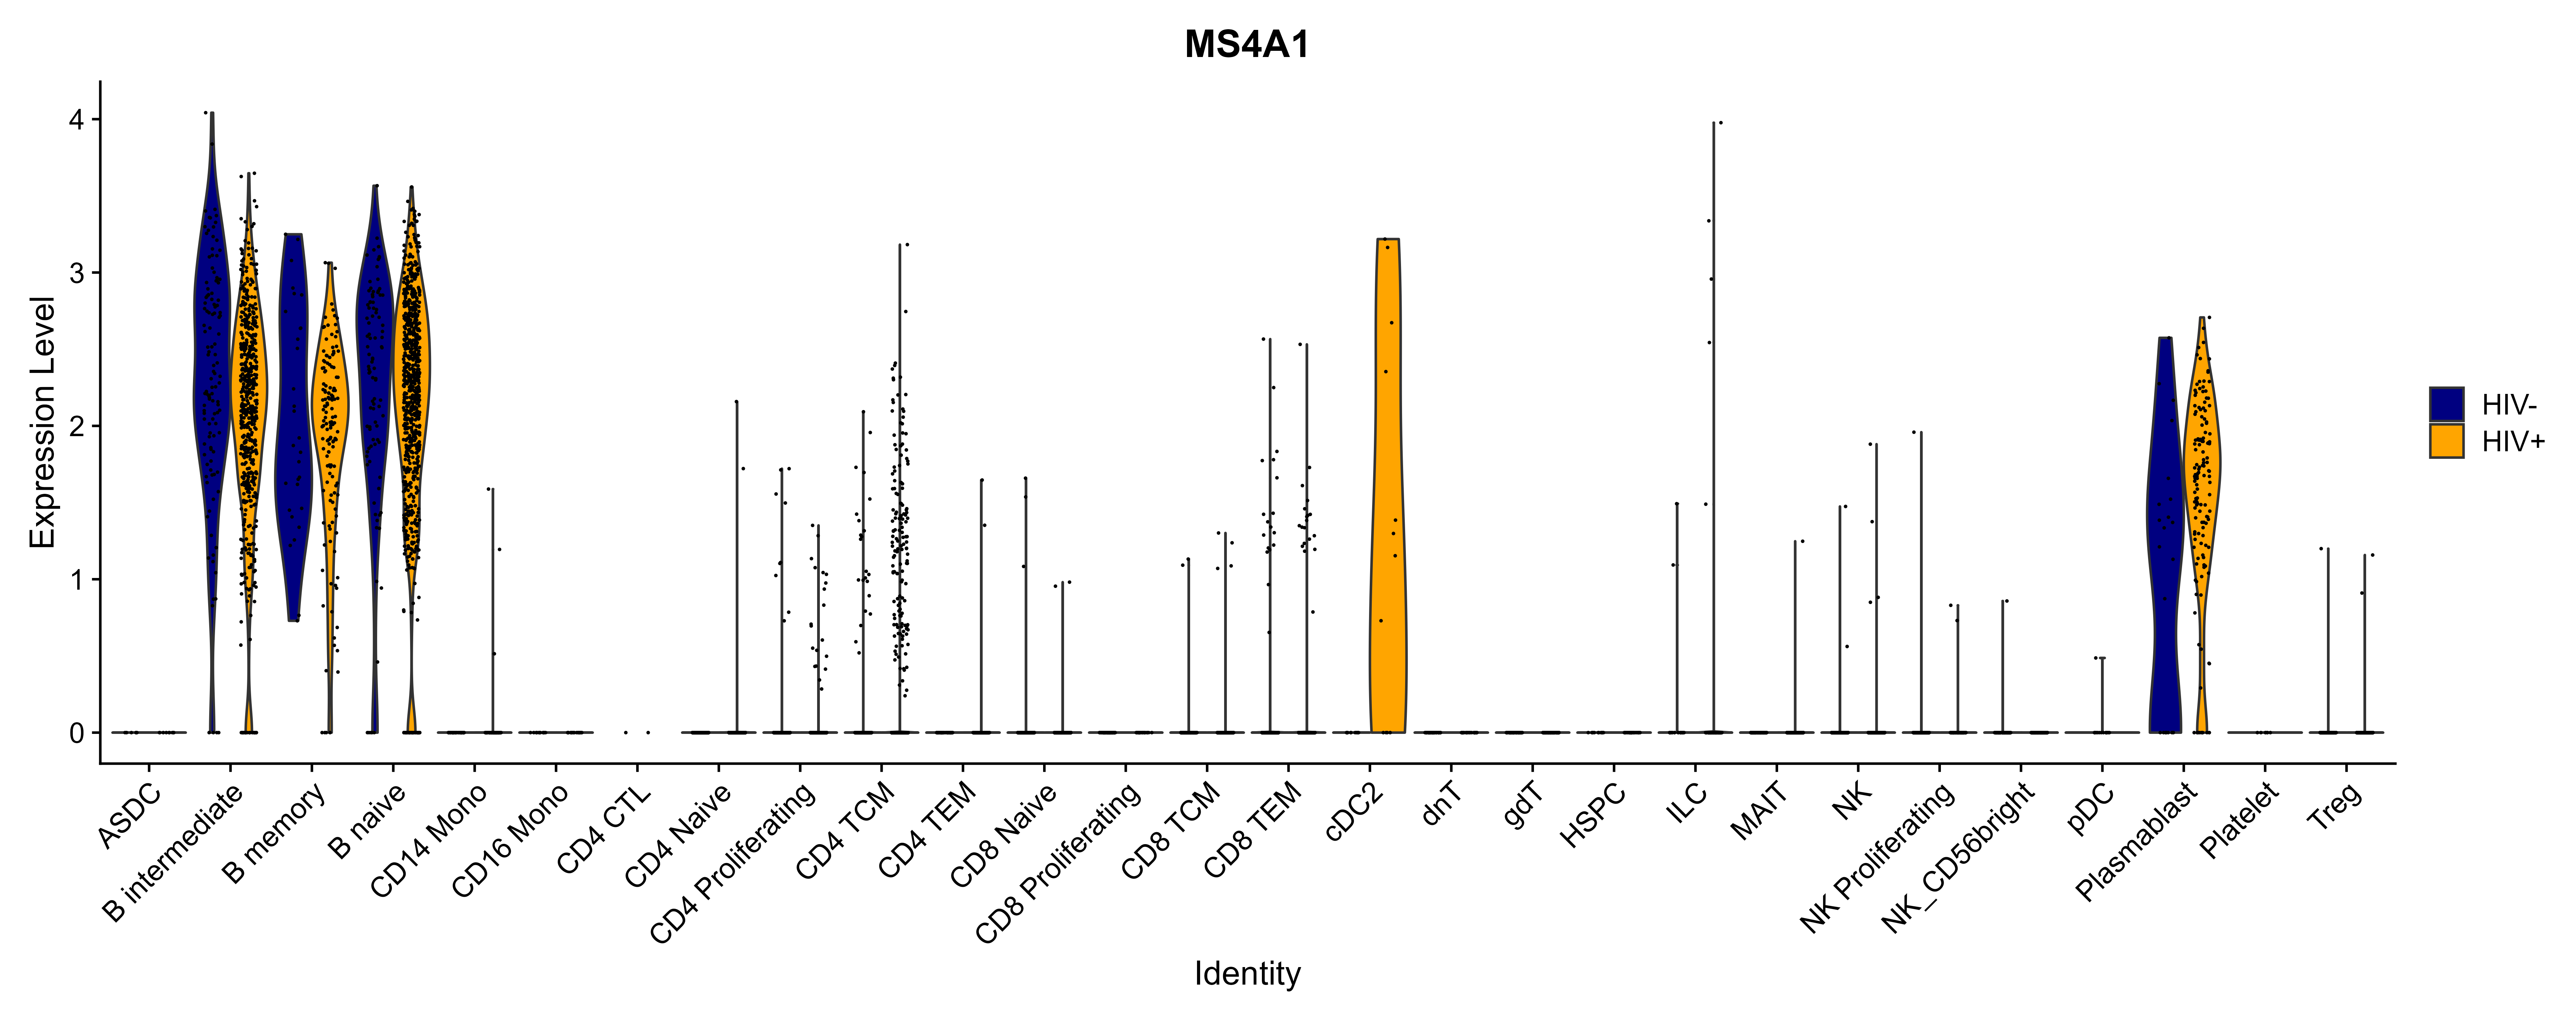 MS4A1
Expression Level
4
3
2
1
0
ASDC
B intermediate
B memory
B naive
CD14 Mono
CD16 Mono
CD4 CTL
CD4 Naive
CD4 Proliferating
CD4 TCM
CD4 TEM
CD8 Naive
CD8 Proliferating
CD8 TCM
CD8 TEM
cDC2
dnT
gdT
HSPC
ILC
MAIT
NK
NK Proliferating
NK_CD56bright
pDC
Plasmablast
Platelet
Treg
Identity
HIV-
HIV+